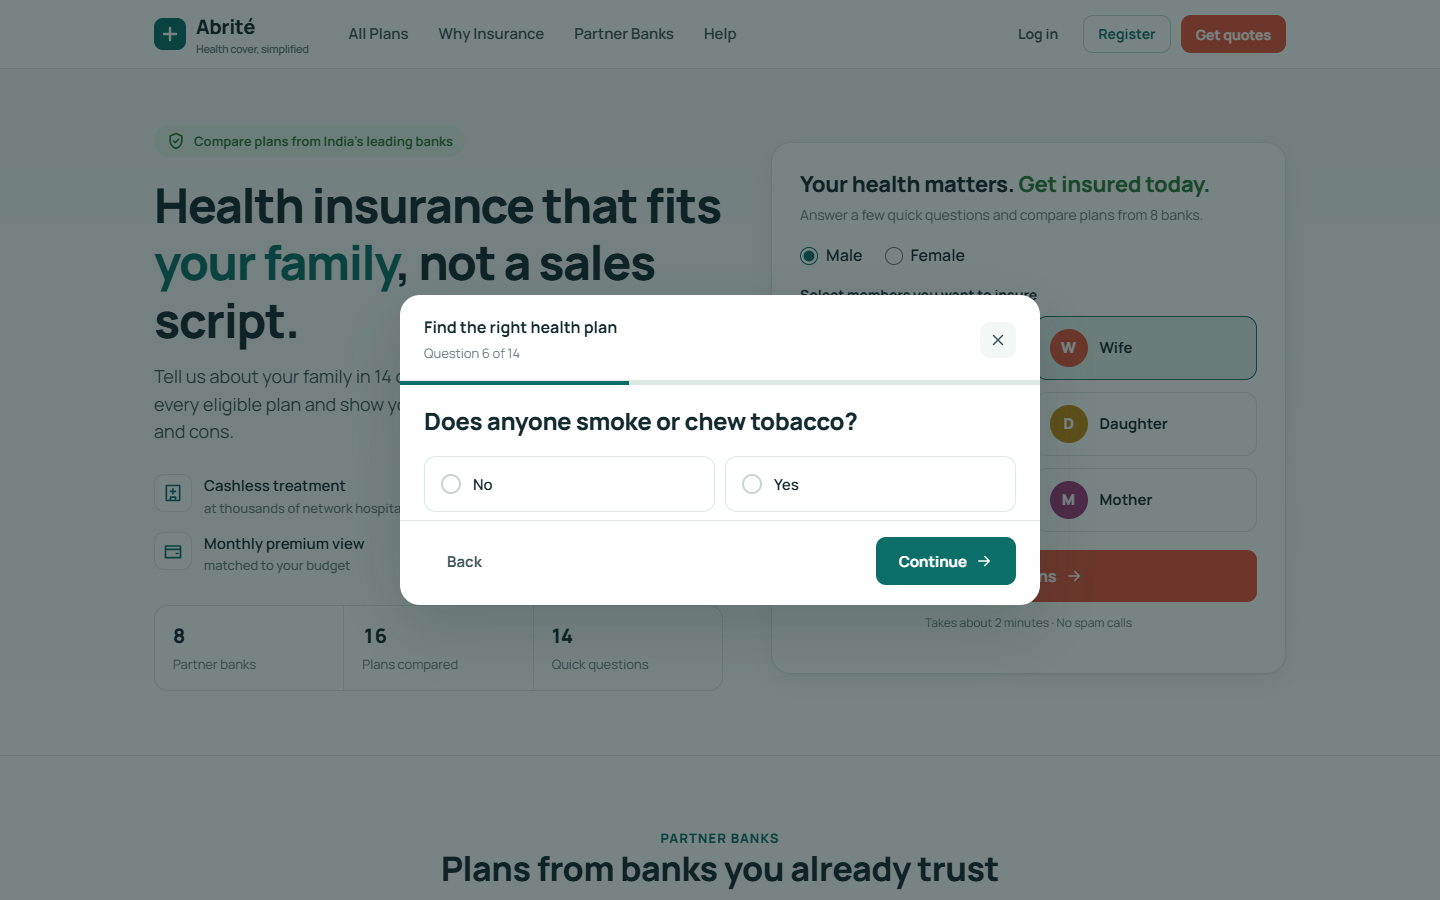 Abrité
Health cover, simplified
All Plans
Why Insurance
Partner Banks
Help
Log in
Register
Get quotes
Compare plans from India's leading banks
Health insurance that fits
your family, not a sales
script.
Tell us about your family in 14
every eligible plan and show
and cons.
Cashless treatment
at thousands of network
Monthly premium view
matched to your budget
8
Partner banks
16
Plans compared
14
Quick questions
Your health matters. Get insured today.
Answer a few quick questions and compare plans from 8 banks.
Male
Female
Select members you want to insure
W
Wife
D
Daughter
M
Mother
Takes about 2 minutes · No spam calls
Find the right health plan
Question 6 of 14
Does anyone smoke or chew tobacco?
No
Yes
Back
Continue
PARTNER BANKS
Plans from banks you already trust